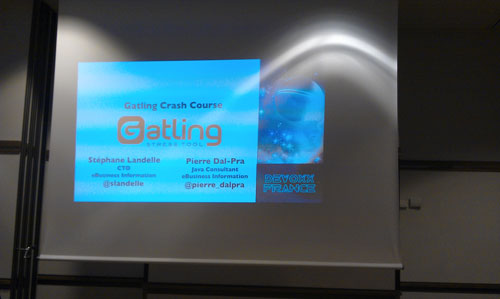 Gatling Crash Course
Gatling
STRESS TOOL
Stéphane Landelle
CTO
eBusiness Information
@slandelle
Pierre Dal-Pra
Java Consultant
eBusiness Information
@pierre_dalpra
DEVOXX
FRANCE